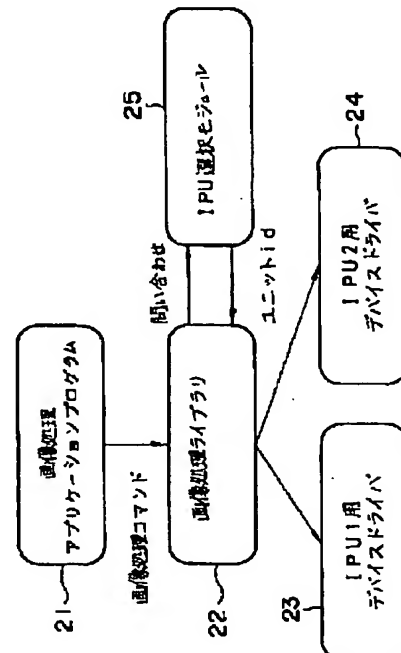 21
画像処理
アプリケーションプログラム
画像処理コマンド
22
画像処理ライブラリ
問い合わせ
ユニットid
25
IPU選択モジュール
23
IPU1用
デバイスドライバ
24
IPU2用
デバイスドライバ